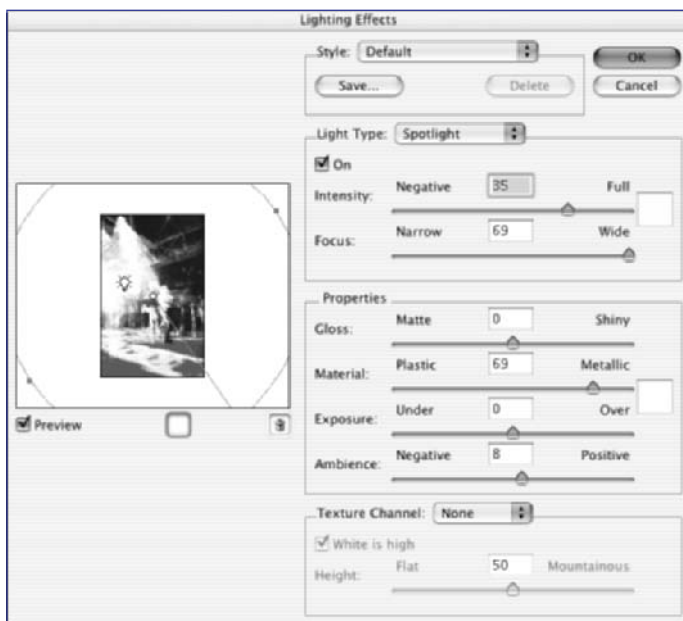 Lighting Effects
Style: Default
OK
Save... Delete
Cancel
Light Type: Spotlight
On
Intensity: Negative 35 Full
Focus: Narrow 69 Wide
Properties
Gloss: Matte 0 Shiny
Material: Plastic 69 Metallic
Exposure: Under 0 Over
Ambience: Negative 8 Positive
Preview
Texture Channel: None
White is high
Height: Flat 50 Mountainous